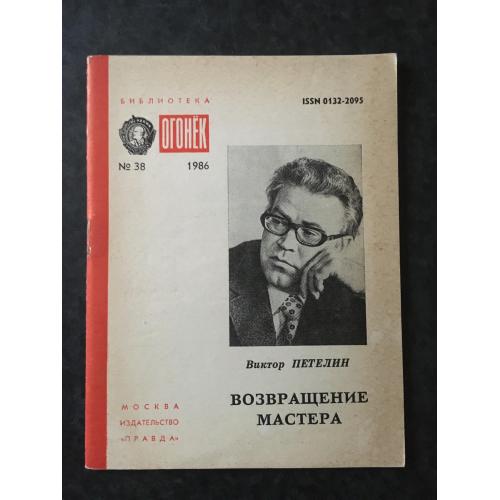 БИБЛИОТЕКА
ISSN 0132-2095
ОГОНЁК
№ 38 1986
Виктор ПЕТЕЛИН
ВОЗВРАЩЕНИЕ
МАСТЕРА
МОСКВА
ИЗДАТЕЛЬСТВО
«ПРАВДА»